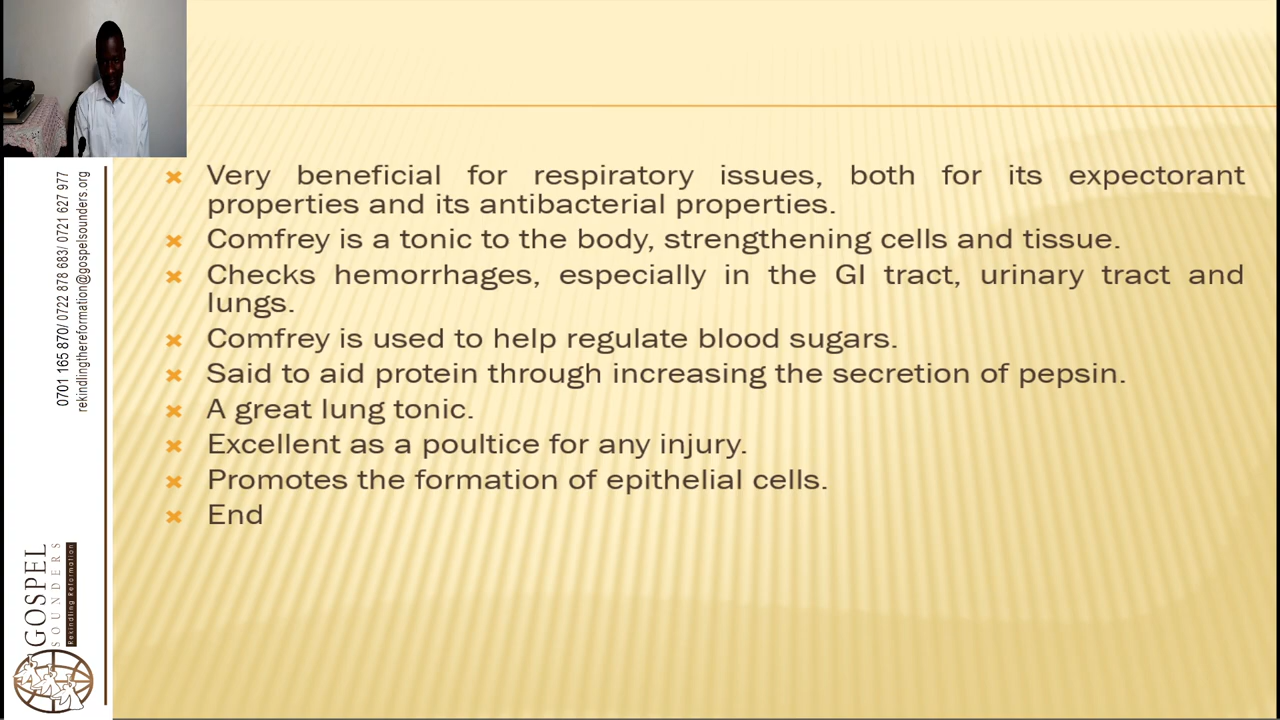 Very beneficial for respiratory issues, both for its expectorant
properties and its antibacterial properties.
Comfrey is a tonic to the body, strengthening cells and tissue.
Checks hemorrhages, especially in the GI tract, urinary tract and
lungs.
Comfrey is used to help regulate blood sugars.
Said to aid protein through increasing the secretion of pepsin.
A great lung tonic.
Excellent as a poultice for any injury.
Promotes the formation of epithelial cells.
End
0701 165 870/ 0722 878 683/ 0721 627 977
rekindlingthereformation@gospelsounders.org
GOSPEL
SOUNDERS
Rekindling Reformation